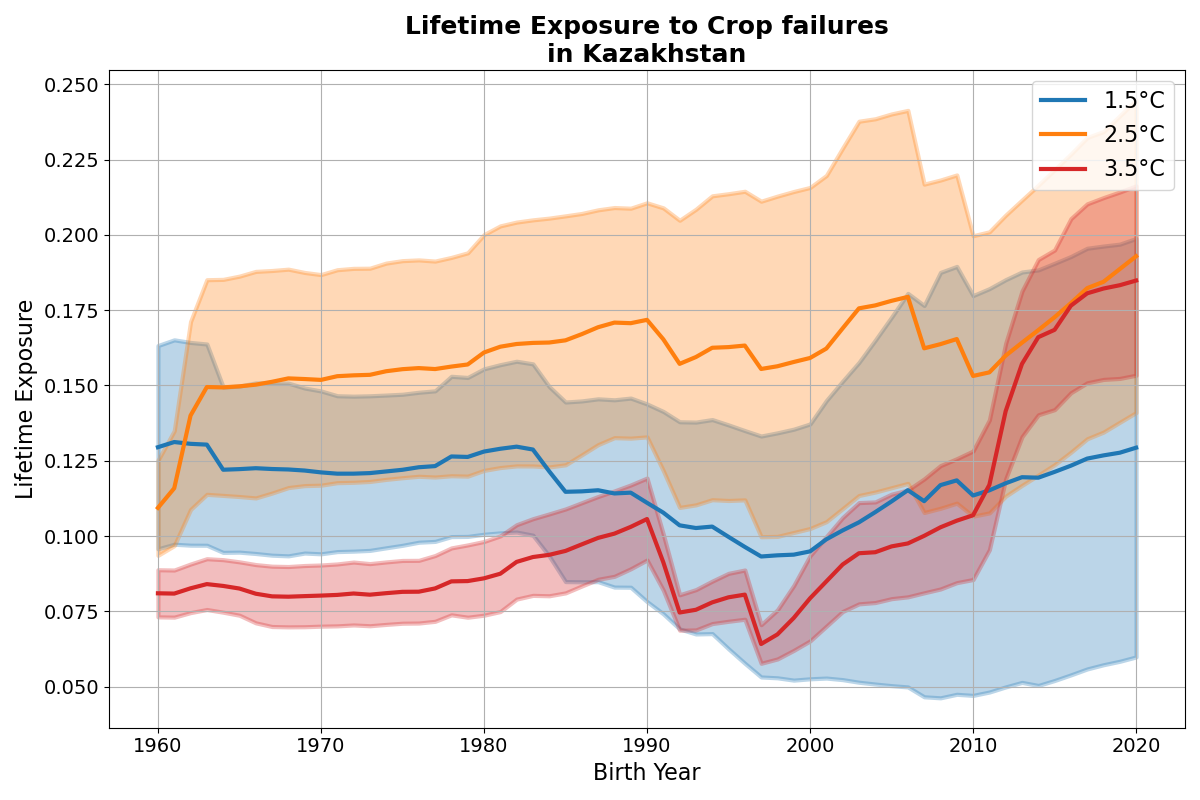 Lifetime Exposure to Crop failures
in Kazakhstan
1.5°C
2.5°C
3.5°C
Lifetime Exposure
0.250
0.225
0.200
0.175
0.150
0.125
0.100
0.075
0.050
1960 1970 1980 1990 2000 2010 2020
Birth Year